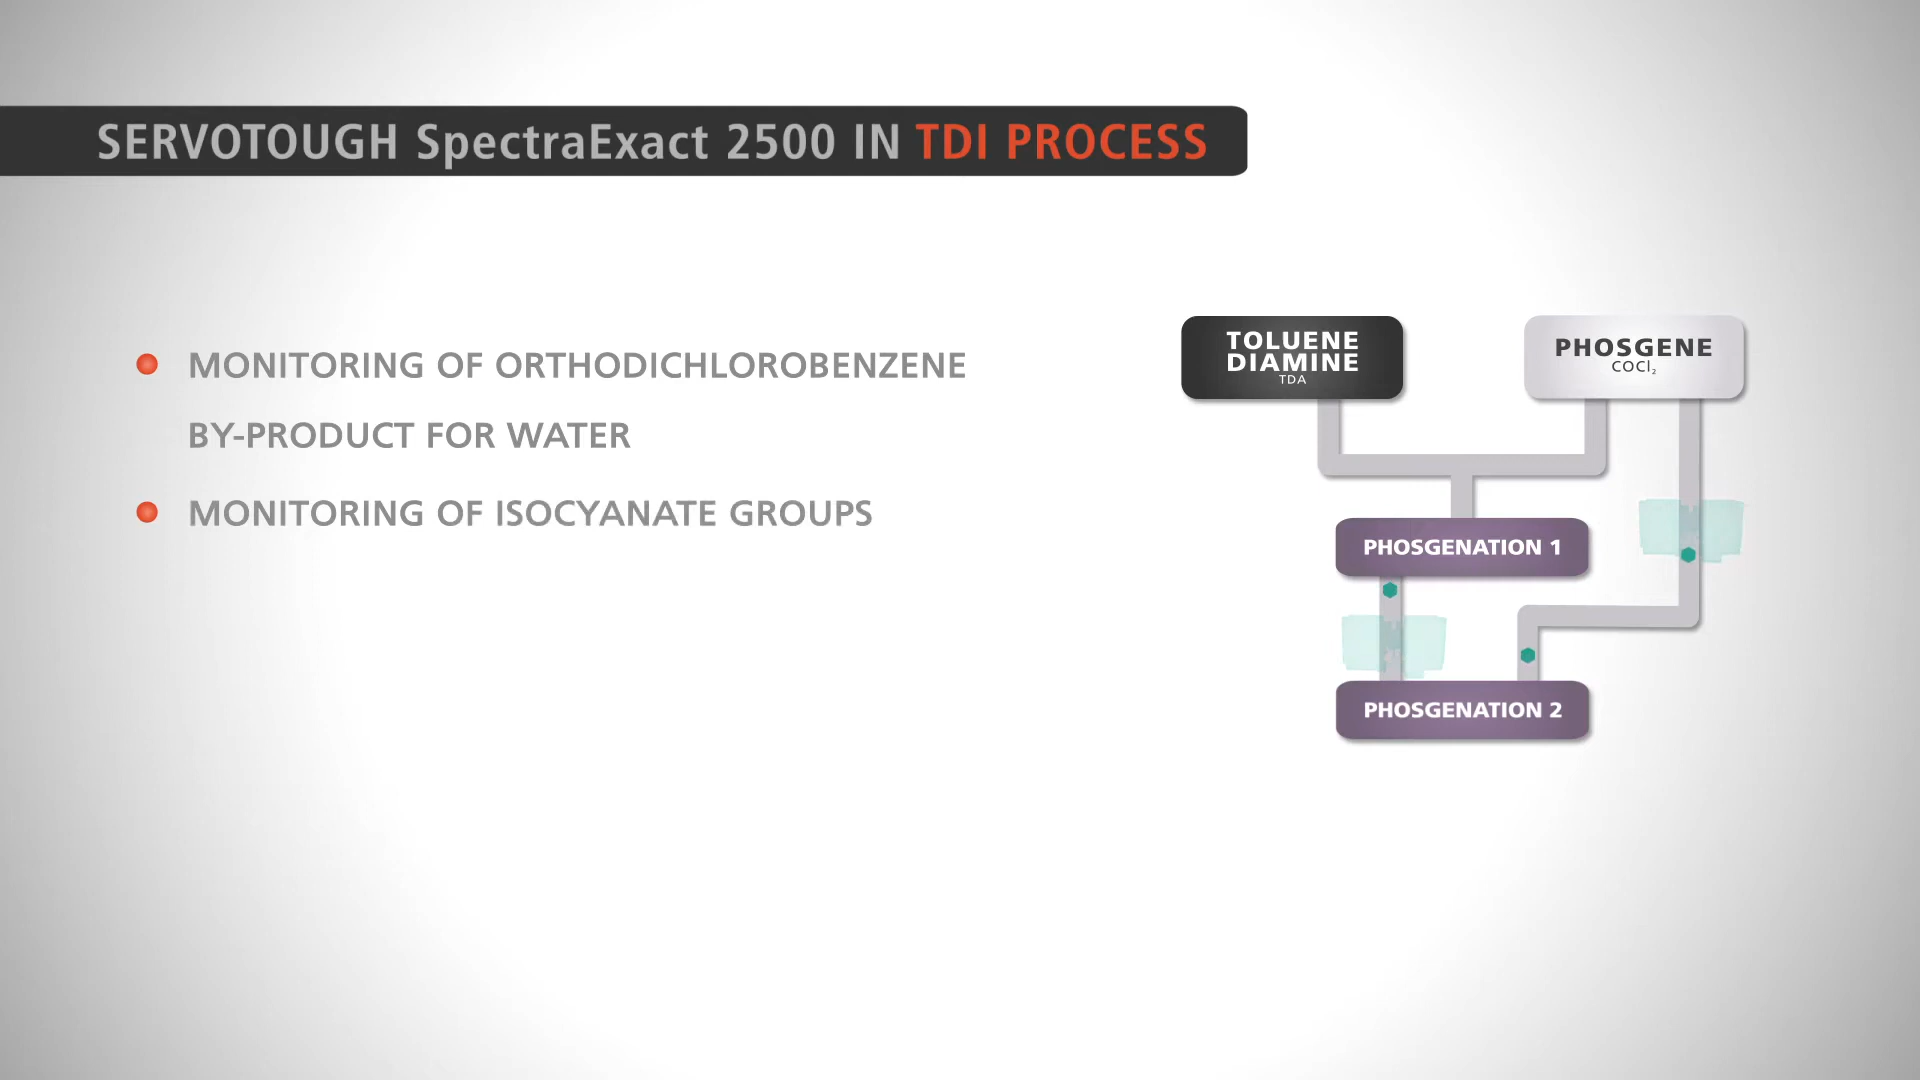 SERVOTOUGH SpectraExact 2500 IN TDI PROCESS
MONITORING OF ORTHODICHLOROBENZENE
BY-PRODUCT FOR WATER
MONITORING OF ISOCYANATE GROUPS
TOLUENE
DIAMINE
TDA
PHOSGENE
COCl₂
PHOSGENATION 1
PHOSGENATION 2